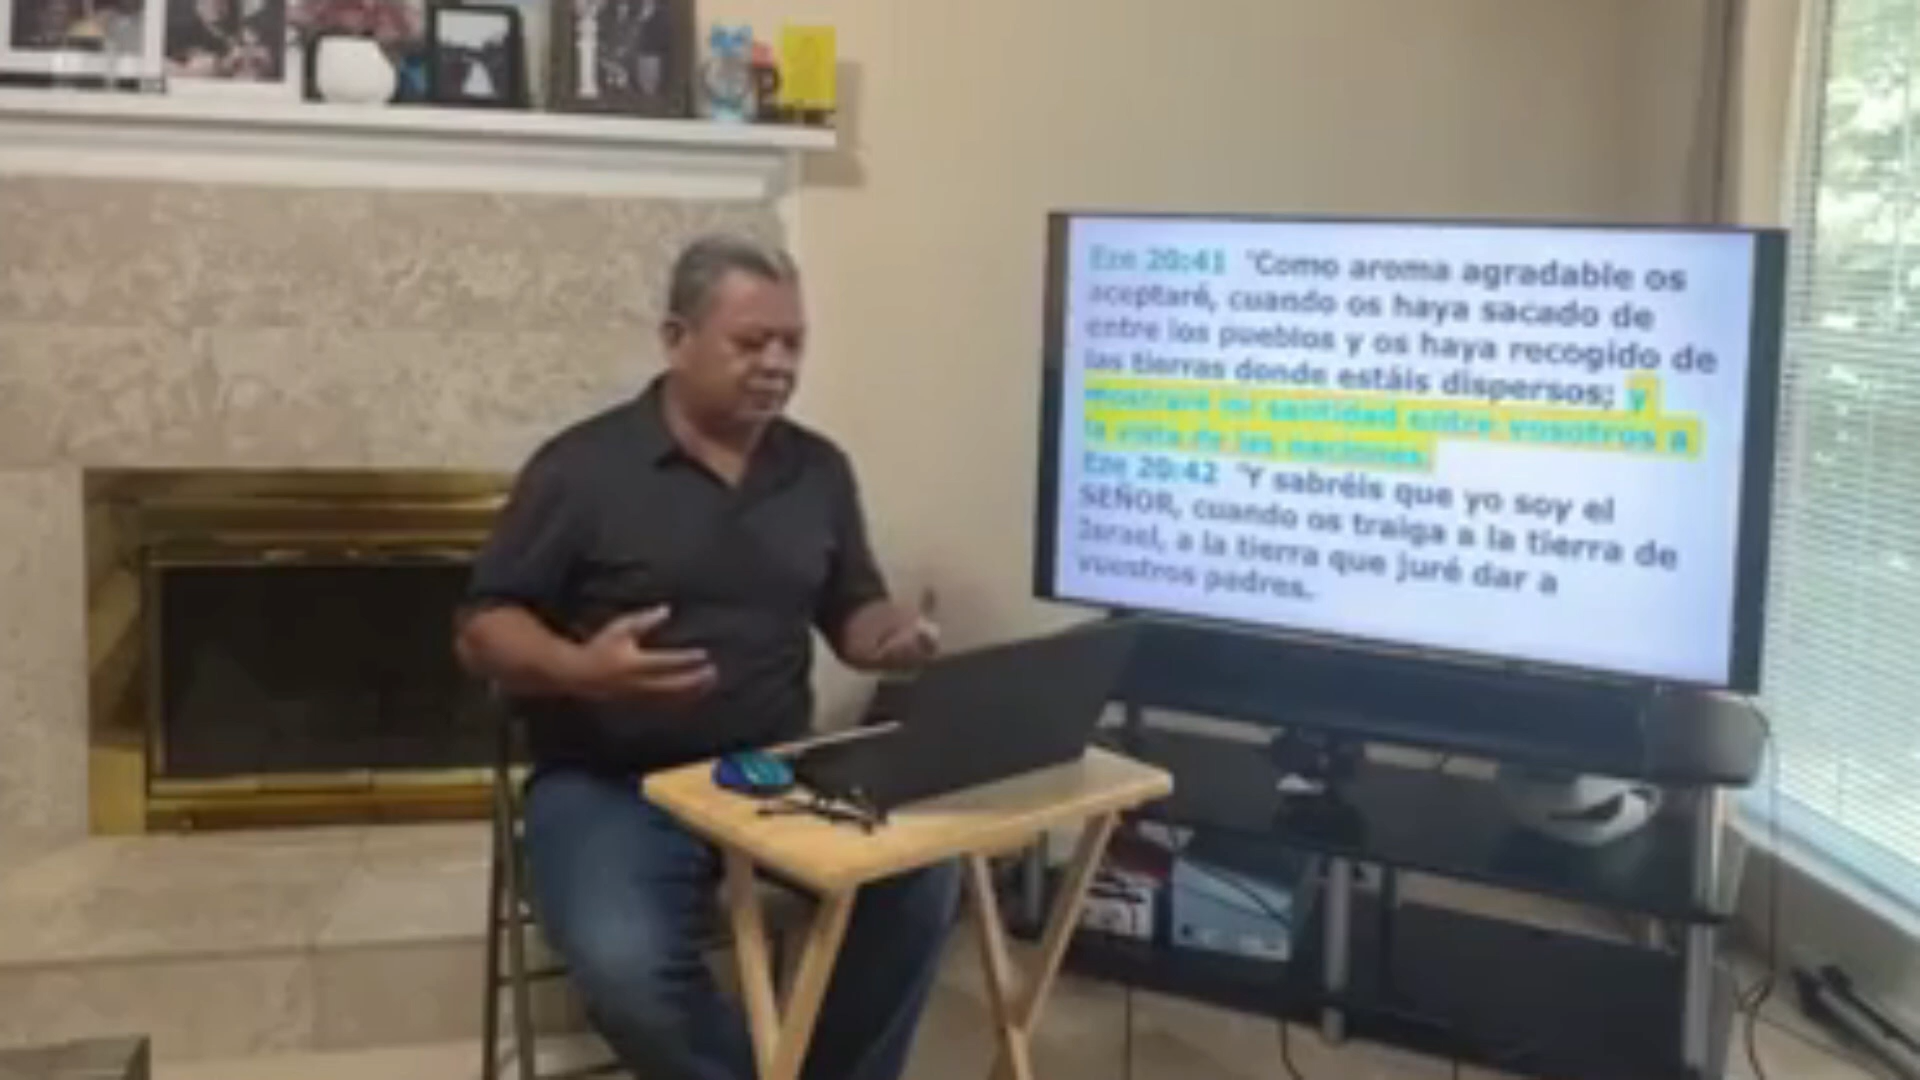 Eze 20:41 "Como aroma agradable os
aceptaré, cuando os haya sacado de
entre los pueblos y os haya recogido de
las tierras donde estáis dispersos; y
mostraré mi santidad entre vosotros a
la vista de las naciones.
Eze 20:42 "Y sabréis que yo soy el
SEÑOR, cuando os traiga a la tierra de
Israel, a la tierra que juré dar a
vuestros padres.